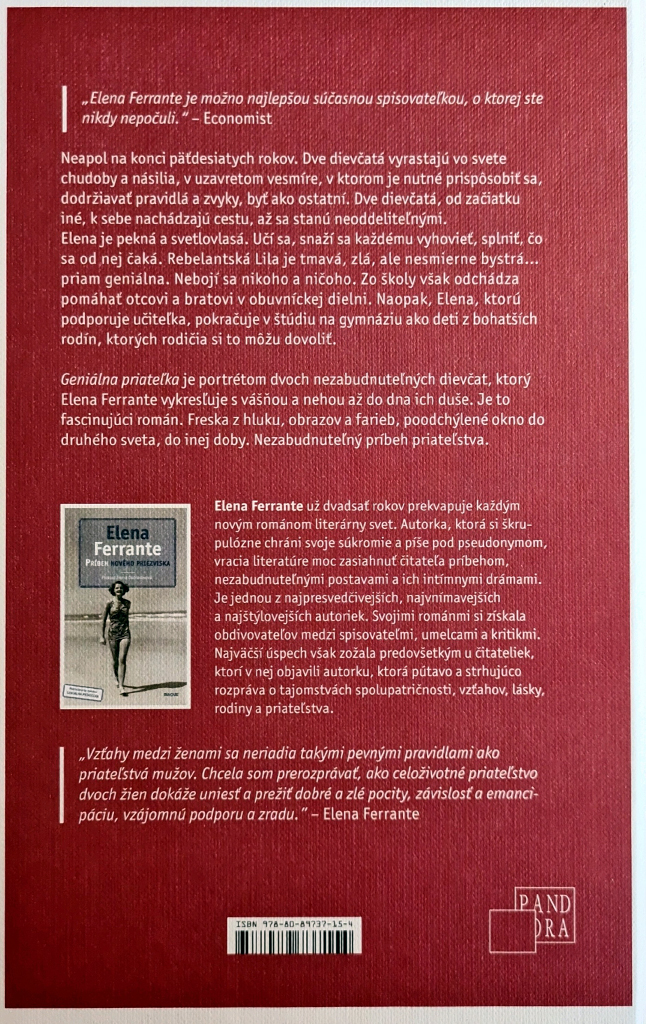 „Elena Ferrante je možno najlepšou súčasnou spisovateľkou, o ktorej ste
nikdy nepočuli.“ – Economist
Neapol na konci päťdesiatych rokov. Dve dievčatá vyrastajú vo svete
chudoby a násilia, v uzavretom vesmíre, v ktorom je nutné prispôsobiť sa,
dodržiavať pravidlá a zvyky, byť ako ostatní. Dve dievčatá, od začiatku
iné, k sebe nachádzajú cestu, až sa stanú neoddeliteľnými.
Elena je pekná a svetlovlasá. Učí sa, snaží sa každému vyhovieť, splniť, čo
sa od nej čaká. Rebelantská Lila je tmavá, zlá, ale nesmierne bystrá...
priam geniálna. Nebojí sa nikoho a ničoho. Zo školy však odchádza
pomáhať otcovi a bratovi v obuvníckej dielni. Naopak, Elena, ktorú
podporuje učiteľka, pokračuje v štúdiu na gymnáziu ako deti z bohatších
rodín, ktorých rodičia si to môžu dovoliť.
Geniálna priateľka je portrétom dvoch nezabudnuteľných dievčat, ktorý
Elena Ferrante vykresľuje s vášňou a nehou až do dna ich duše. Je to
fascinujúci román. Freska z hluku, obrazov a farieb, poodchýlené okno do
druhého sveta, do inej doby. Nezabudnuteľný príbeh priateľstva.
Elena
Ferrante
PRÍBEH NOVÉHO PRIEZVISKA
Elena Ferrante už dvadsať rokov prekvapuje každým
novým románom literárny svet. Autorka, ktorá si škru-
pulózne chráni svoje súkromie a píše pod pseudonymom,
vracia literatúre moc zasiahnuť čitateľa príbehom,
nezabudnuteľnými postavami a ich intímnymi drámami.
Je jednou z najpresvedčivejších, najvnímavejších
a najštýlovejších autoriek. Svojimi románmi si získala
obdivovateľov medzi spisovateľmi, umelcami a kritikmi.
Najväčší úspech však zožala predovšetkým u čitateliek,
ktorí v nej objavili autorku, ktorá pútavo a strhujúco
rozpráva o tajomstvách spolupatričnosti, vzťahov, lásky,
rodiny a priateľstva.
„Vzťahy medzi ženami sa neriadia takými pevnými pravidlami ako
priateľstvá mužov. Chcela som prerozprávať, ako celoživotné priateľstvo
dvoch žien dokáže uniesť a prežiť dobré a zlé pocity, závislosť a emanci-
páciu, vzájomnú podporu a zradu.“ – Elena Ferrante
ISBN 978-80-89737-15-4
PAND
ORA